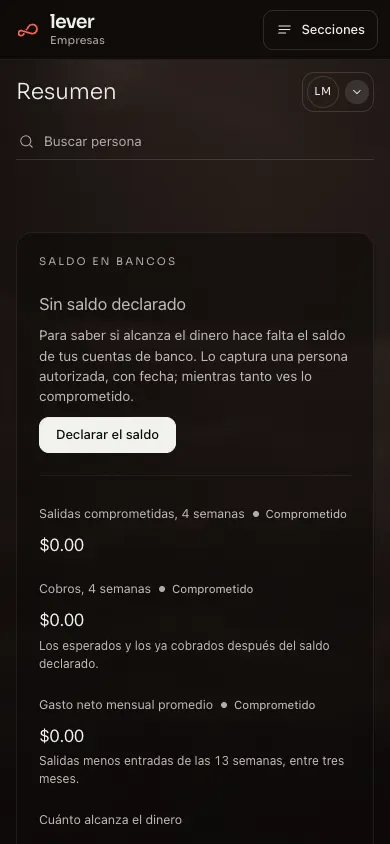 lever
Empresas
Secciones
Resumen
LM
Buscar persona
SALDO EN BANCOS
Sin saldo declarado
Para saber si alcanza el dinero hace falta el saldo
de tus cuentas de banco. Lo captura una persona
autorizada, con fecha; mientras tanto ves lo
comprometido.
Declarar el saldo
Salidas comprometidas, 4 semanas ● Comprometido
$0.00
Cobros, 4 semanas ● Comprometido
$0.00
Los esperados y los ya cobrados después del saldo
declarado.
Gasto neto mensual promedio ● Comprometido
$0.00
Salidas menos entradas de las 13 semanas, entre tres
meses.
Cuánto alcanza el dinero